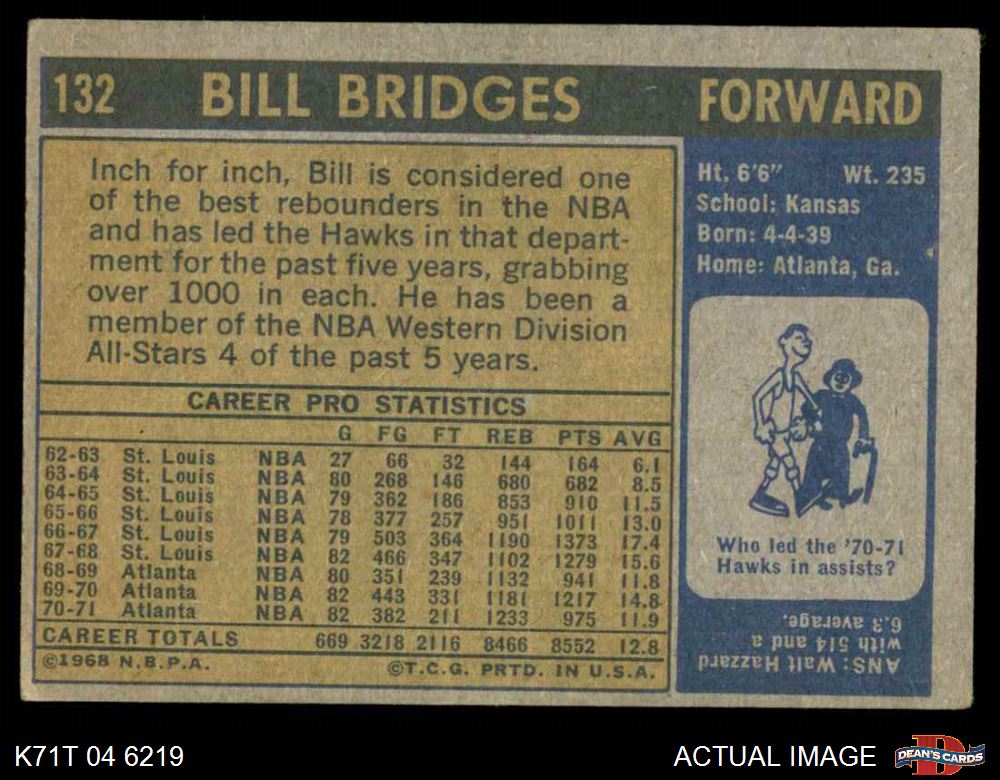 132 BILL BRIDGES FORWARD
Inch for inch, Bill is considered one
of the best rebounders in the NBA
and has led the Hawks in that depart-
ment for the past five years, grabbing
over 1000 in each. He has been a
member of the NBA Western Division
All-Stars 4 of the past 5 years.
CAREER PRO STATISTICS
G FG FT REB PTS AVG
62-63 St. Louis NBA 27 66 32 144 164 6.1
63-64 St. Louis NBA 80 268 146 680 682 8.5
64-65 St. Louis NBA 79 362 186 853 910 11.5
65-66 St. Louis NBA 78 377 257 951 1011 13.0
66-67 St. Louis NBA 79 503 364 1190 1373 17.4
67-68 St. Louis NBA 82 466 347 1102 1279 15.6
68-69 Atlanta NBA 80 351 239 1132 941 11.8
69-70 Atlanta NBA 82 443 331 1181 1217 14.8
70-71 Atlanta NBA 82 382 211 1233 975 11.9
CAREER TOTALS 669 3218 2116 8466 8552 12.8
©1968 N.B.P.A. ©T.C.G. PRTD. IN U.S.A.
Ht. 6'6" Wt. 235
School: Kansas
Born: 4-4-39
Home: Atlanta, Ga.
Who led the '70-71
Hawks in assists?
ANS: Walt Hazzard
with 514 and a
6.3 average.
K71T 04 6219
ACTUAL IMAGE
DEAN'S CARDS